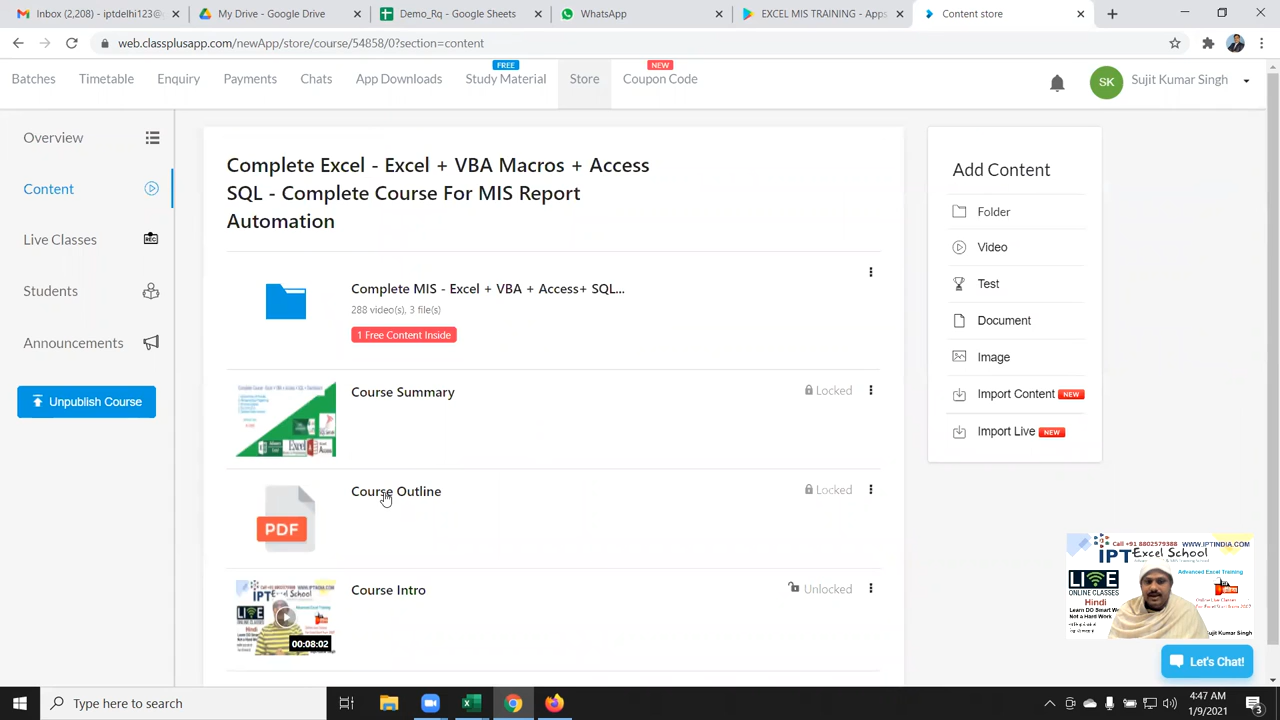 Inbox (2,208) - iptdelhi123@
My Drive - Google Drive
Demo_Rq - Google Sheets
WhatsApp
EXCEL MIS TRAINING - Apps
Content store
web.classplusapp.com/newApp/store/course/54858/0?section=content
FREE
NEW
Batches
Timetable
Enquiry
Payments
Chats
App Downloads
Study Material
Store
Coupon Code
SK
Sujit Kumar Singh
Overview
Content
Live Classes
Students
Announcements
Unpublish Course
Complete Excel - Excel + VBA Macros + Access
SQL - Complete Course For MIS Report
Automation
Complete MIS - Excel + VBA + Access+ SQL...
288 video(s), 3 file(s)
1 Free Content Inside
Course Summary
Locked
Course Outline
Locked
PDF
Course Intro
Unlocked
00:08:02
Add Content
Folder
Video
Test
Document
Image
Import Content NEW
Import Live NEW
Call +91 8802579388 WWW.IPTINDIA.COM
IPT Excel School
Advanced Excel Training
LIVE
ONLINE CLASSES
Hindi
Learn DO Smart W
Not a Hard Work
Sujit Kumar Singh
Let's Chat!
Type here to search
4:47 AM
1/9/2021
3